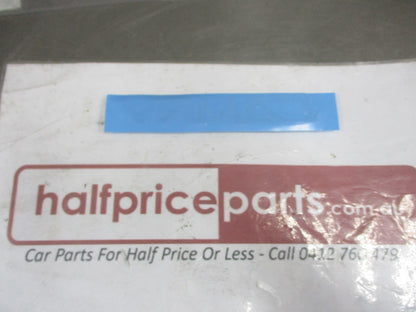 halfpriceparts.com.au
Car Parts For Half Price Or Less - Call 0412 760 479